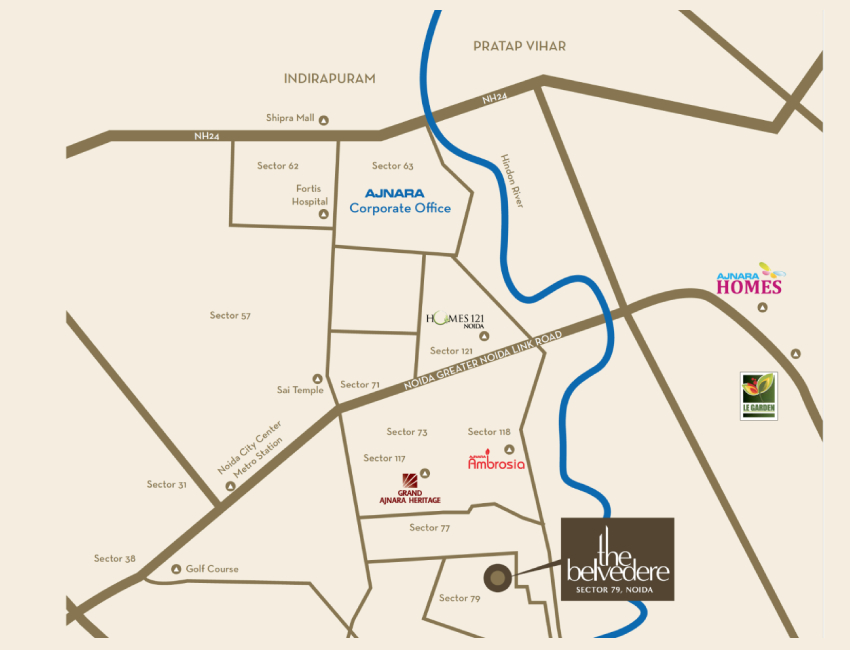 PRATAP VIHAR
INDIRAPURAM
NH24
Shipra Mall
NH24
Sector 62
Sector 63
Hindon River
Fortis
Hospital
AJNARA
Corporate Office
AJNARA
HOMES
Sector 57
HOMES 121
NOIDA
Sector 121
NOIDA GREATER NOIDA LINK ROAD
Sai Temple
Sector 71
LE GARDEN
Noida City Center
Metro Station
Sector 73
Sector 118
Sector 117
AJNARA
Ambrosia
Sector 31
GRAND
AJNARA HERITAGE
Sector 77
Sector 38
Golf Course
the
belvedere
SECTOR 79, NOIDA
Sector 79